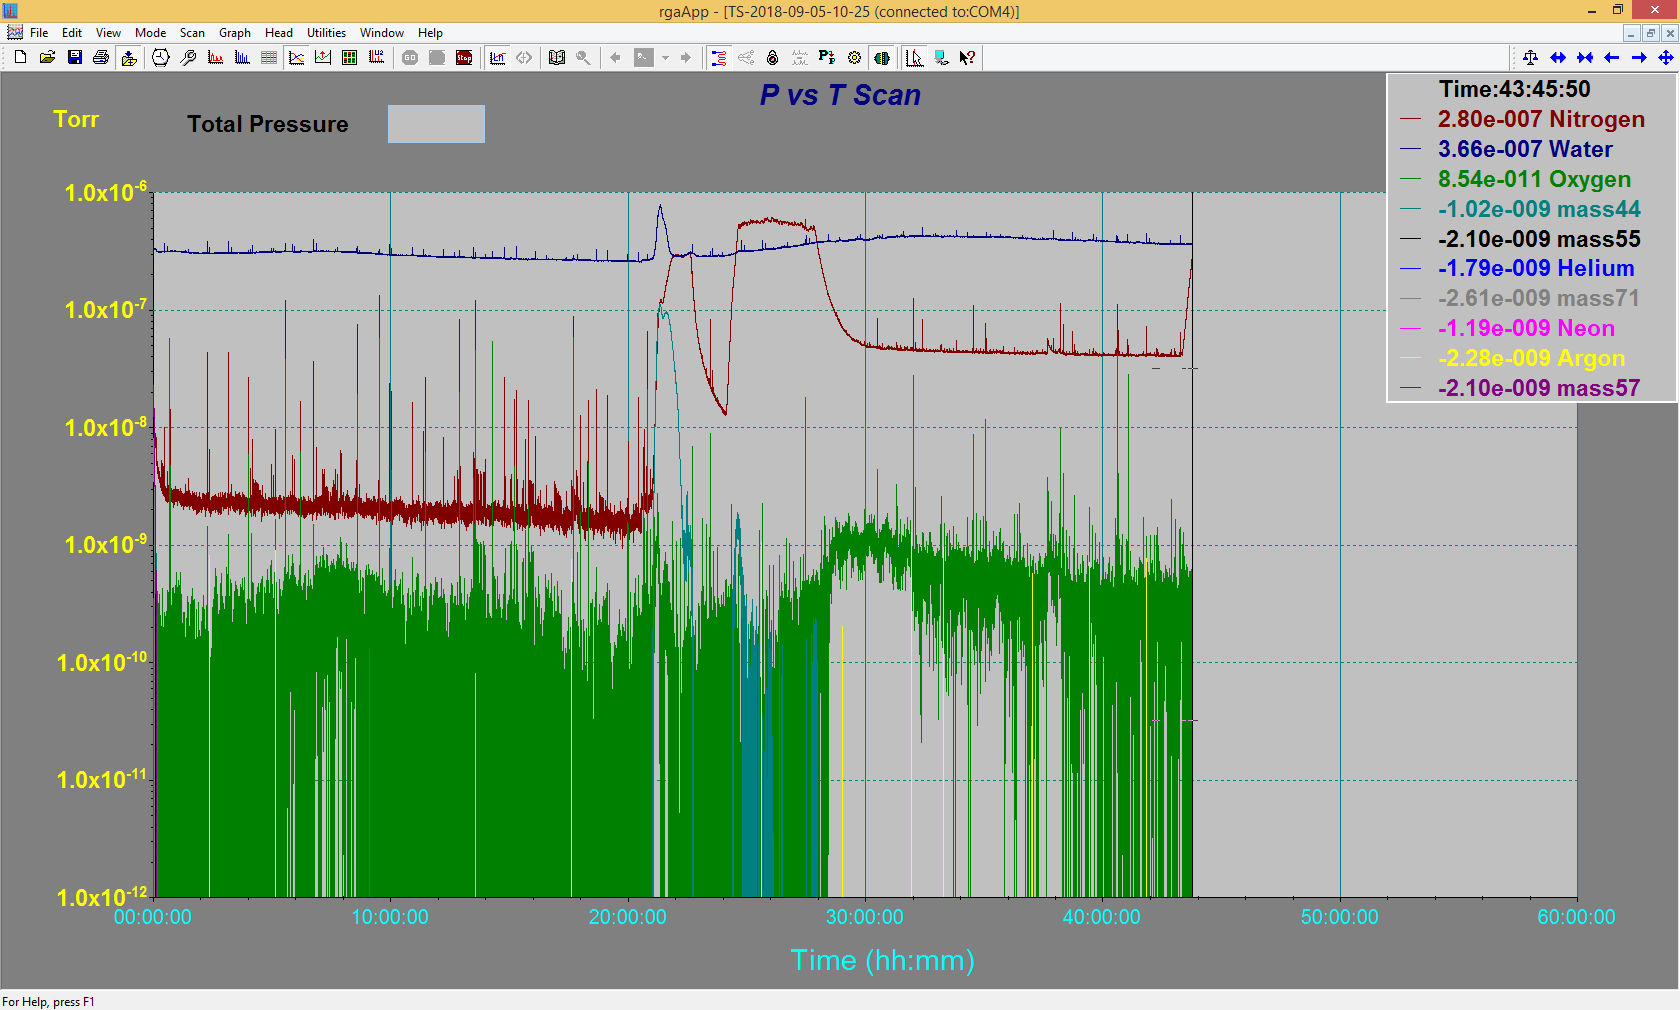 rgaApp - [TS-2018-09-05-10-25 (connected to:COM4)]
File Edit View Mode Scan Graph Head Utilities Window Help
GO Stop
P vs T Scan
Torr
Total Pressure
Time:43:45:50
2.80e-007 Nitrogen
3.66e-007 Water
8.54e-011 Oxygen
-1.02e-009 mass44
-2.10e-009 mass55
-1.79e-009 Helium
-2.61e-009 mass71
-1.19e-009 Neon
-2.28e-009 Argon
-2.10e-009 mass57
1.0x10⁻⁶
1.0x10⁻⁷
1.0x10⁻⁸
1.0x10⁻⁹
1.0x10⁻¹⁰
1.0x10⁻¹¹
1.0x10⁻¹²
00:00:00 10:00:00 20:00:00 30:00:00 40:00:00 50:00:00 60:00:00
Time (hh:mm)
For Help, press F1